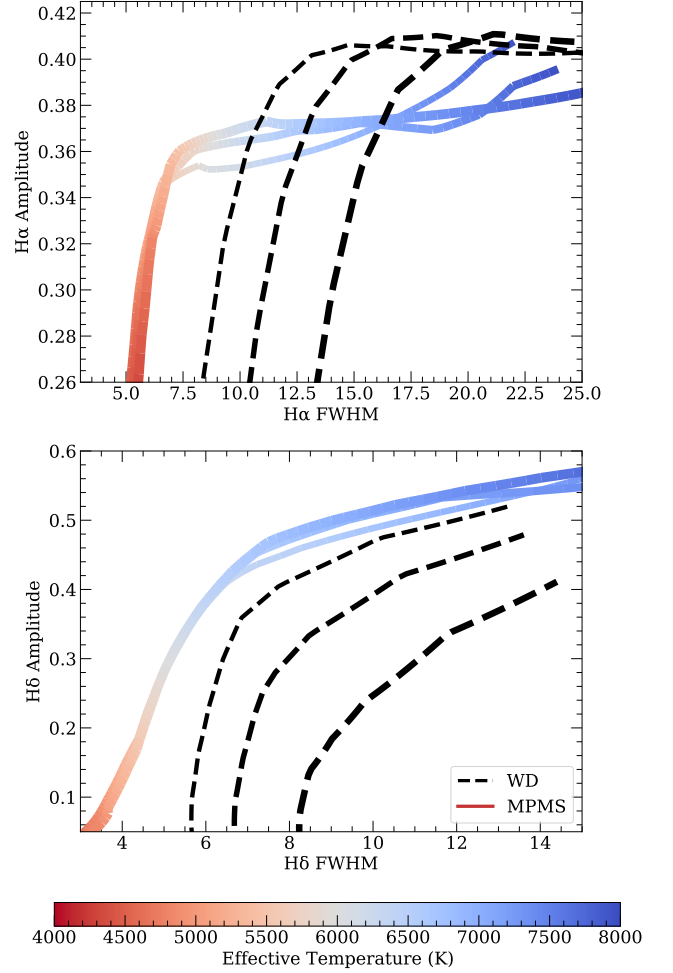 0.42
0.40
0.38
0.36
0.34
0.32
0.30
0.28
0.26
Hα Amplitude
5.0 7.5 10.0 12.5 15.0 17.5 20.0 22.5 25.0
Hα FWHM
0.6
0.5
0.4
0.3
0.2
0.1
Hδ Amplitude
WD
MPMS
4 6 8 10 12 14
Hδ FWHM
4000 4500 5000 5500 6000 6500 7000 7500 8000
Effective Temperature (K)